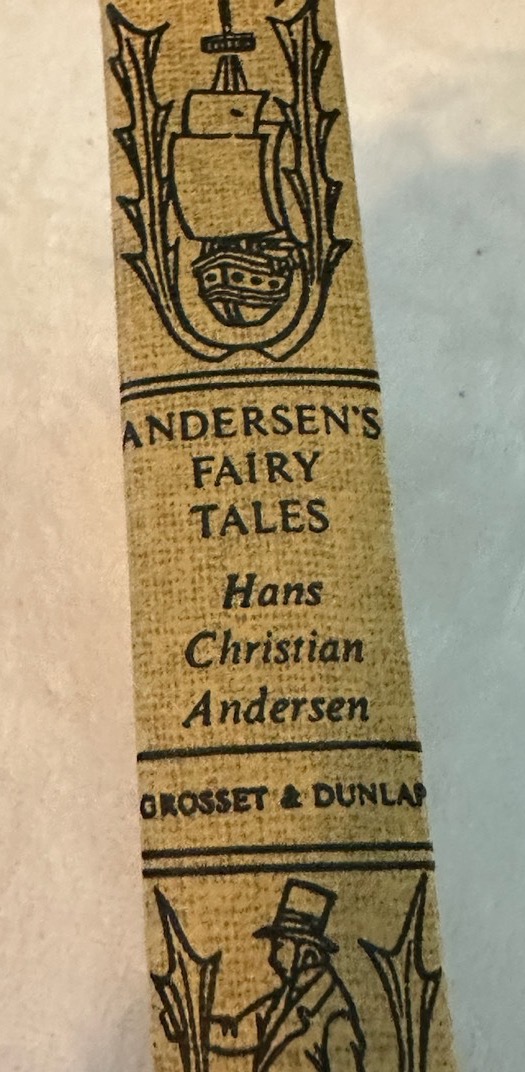 ANDERSEN'S
FAIRY
TALES
Hans
Christian
Andersen
GROSSET & DUNLAP